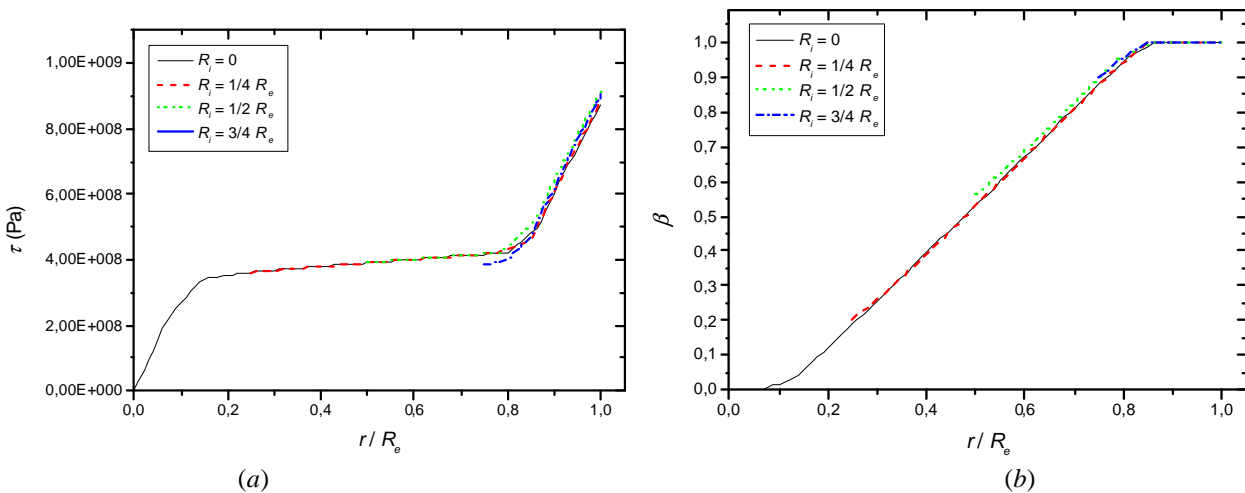 R_i = 0
R_i = 1/4 R_e
R_i = 1/2 R_e
R_i = 3/4 R_e
1,00E+009
8,00E+008
6,00E+008
4,00E+008
2,00E+008
0,00E+000
τ (Pa)
0,0 0,2 0,4 0,6 0,8 1,0
r / R_e
(a)
R_i = 0
R_i = 1/4 R_e
R_i = 1/2 R_e
R_i = 3/4 R_e
1,0
0,9
0,8
0,7
0,6
0,5
0,4
0,3
0,2
0,1
0,0
β
0,0 0,2 0,4 0,6 0,8 1,0
r / R_e
(b)